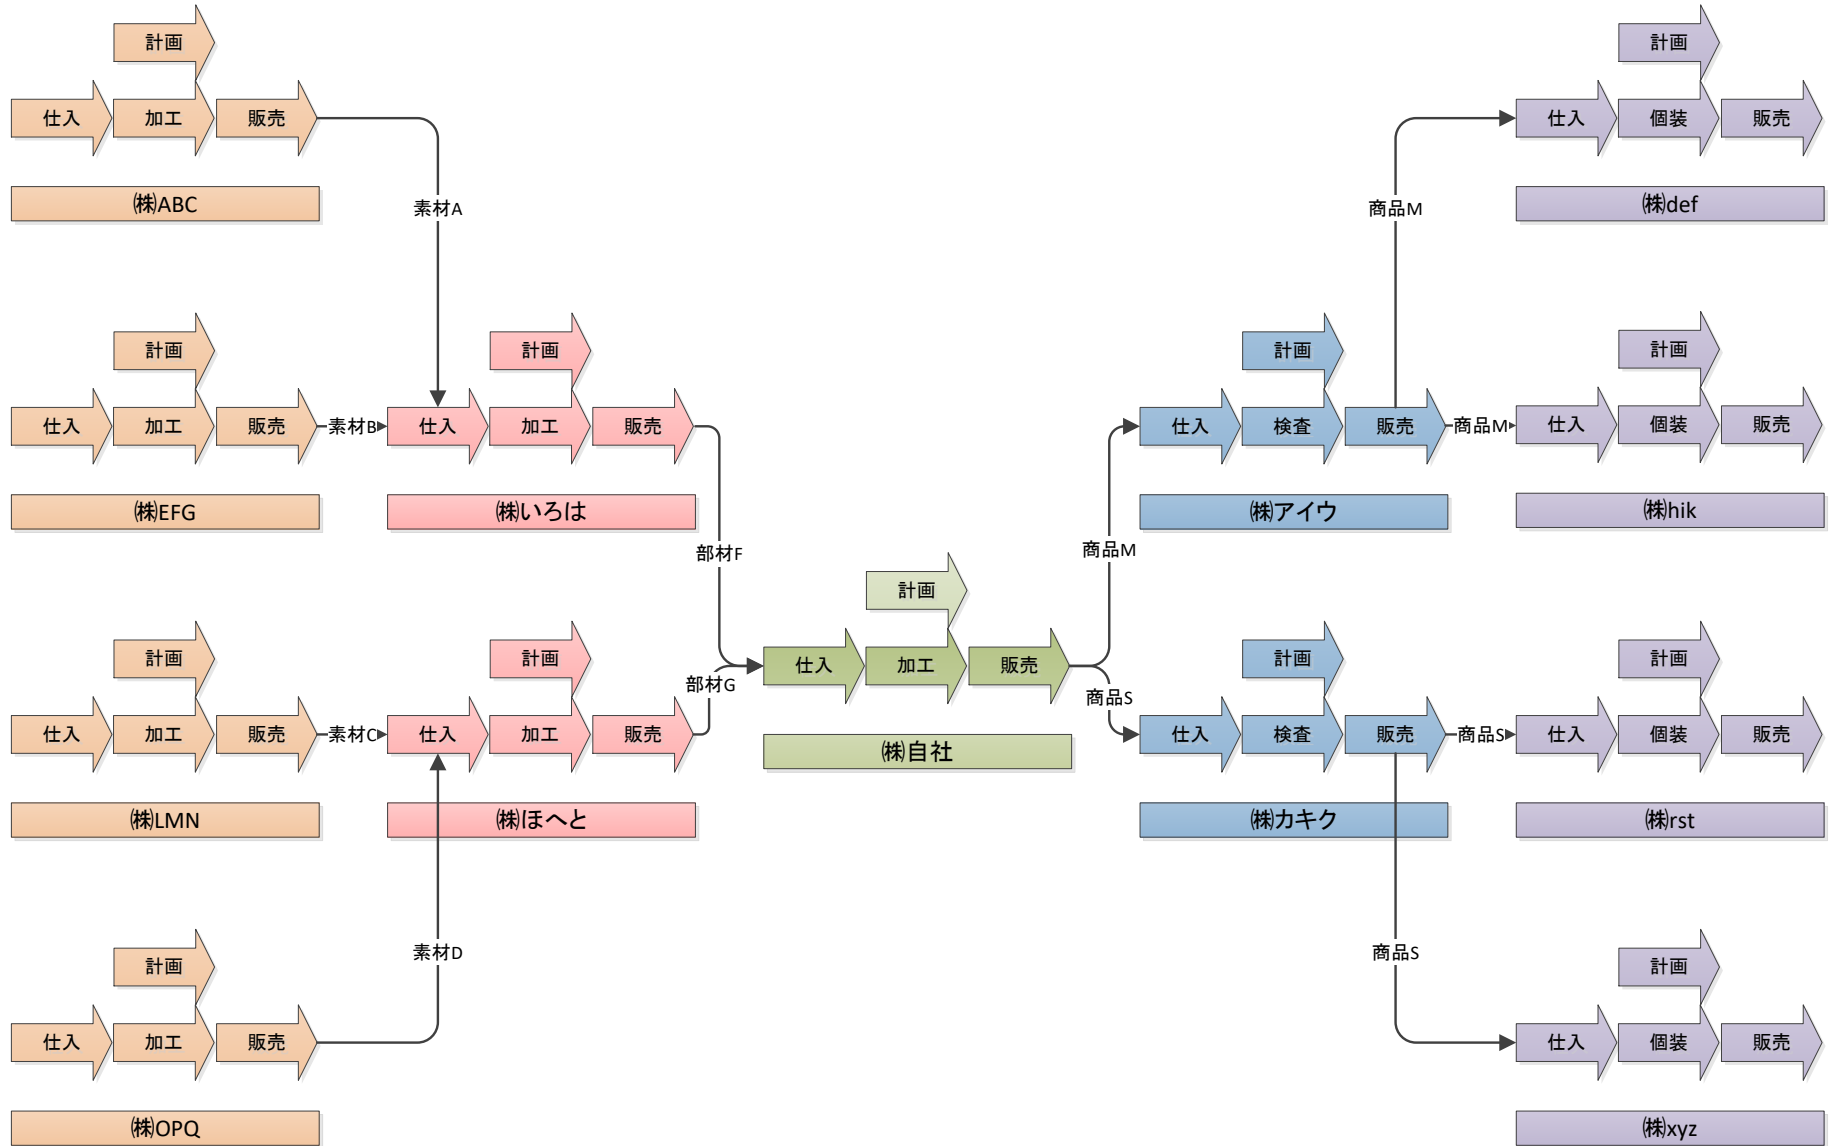 計画
仕入
加工
販売
㈱ABC
素材A
計画
仕入
加工
販売
素材B
㈱EFG
計画
仕入
加工
販売
素材C
㈱LMN
計画
仕入
加工
販売
素材D
㈱OPQ
計画
仕入
加工
販売
㈱いろは
部材F
計画
仕入
加工
販売
㈱ほへと
部材G
計画
仕入
加工
販売
㈱自社
商品M
商品S
計画
仕入
検査
販売
㈱アイウ
商品M
商品M
計画
仕入
検査
販売
㈱カキク
商品S
商品S
計画
仕入
個装
販売
㈱def
計画
仕入
個装
販売
㈱hik
計画
仕入
個装
販売
㈱rst
計画
仕入
個装
販売
㈱xyz